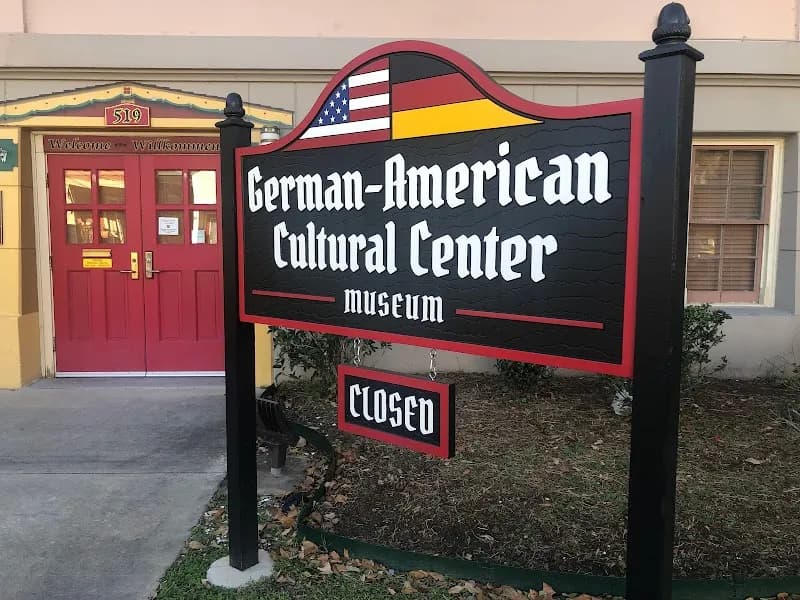 519
Welcome Willkommen
German-American
Cultural Center
MUSEUM
CLOSED